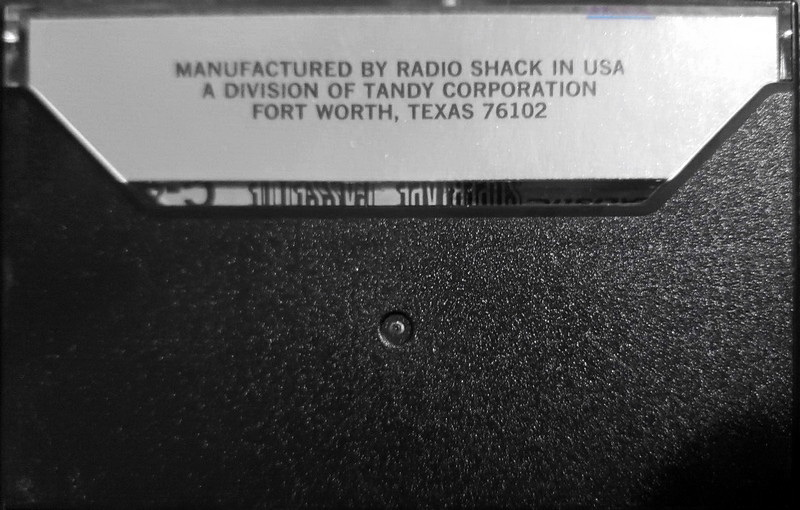 MANUFACTURED BY RADIO SHACK IN USA
A DIVISION OF TANDY CORPORATION
FORT WORTH, TEXAS 76102